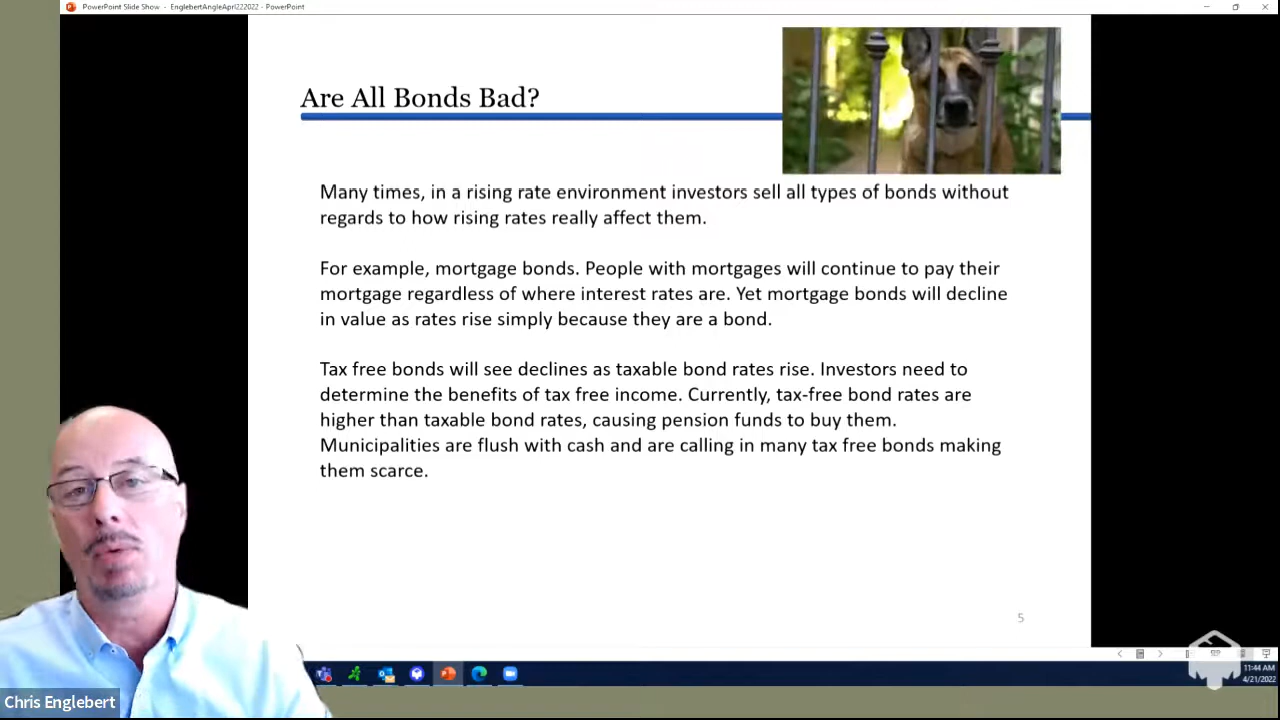 PowerPoint Slide Show - EnglebertAngleApril222022 - PowerPoint
Are All Bonds Bad?
Many times, in a rising rate environment investors sell all types of bonds without
regards to how rising rates really affect them.
For example, mortgage bonds. People with mortgages will continue to pay their
mortgage regardless of where interest rates are. Yet mortgage bonds will decline
in value as rates rise simply because they are a bond.
Tax free bonds will see declines as taxable bond rates rise. Investors need to
determine the benefits of tax free income. Currently, tax-free bond rates are
higher than taxable bond rates, causing pension funds to buy them.
Municipalities are flush with cash and are calling in many tax free bonds making
them scarce.
5
11:44 AM
4/21/2022
Chris Englebert